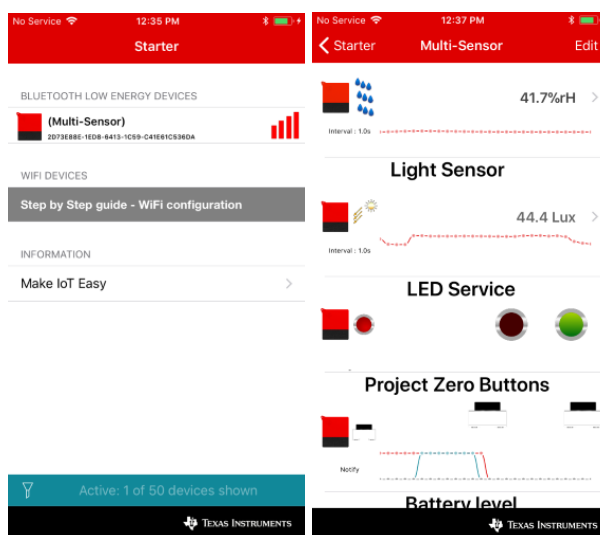 No Service 12:35 PM
Starter
BLUETOOTH LOW ENERGY DEVICES
(Multi-Sensor)
2D73E88E-1ED8-6413-1C59-C41E61C536DA
WIFI DEVICES
Step by Step guide - WiFi configuration
INFORMATION
Make IoT Easy
Active: 1 of 50 devices shown
TEXAS INSTRUMENTS
No Service 12:37 PM
Starter Multi-Sensor Edit
41.7%rH
Interval : 1.0s
Light Sensor
44.4 Lux
Interval : 1.0s
LED Service
Project Zero Buttons
Notify
Battery level
TEXAS INSTRUMENTS